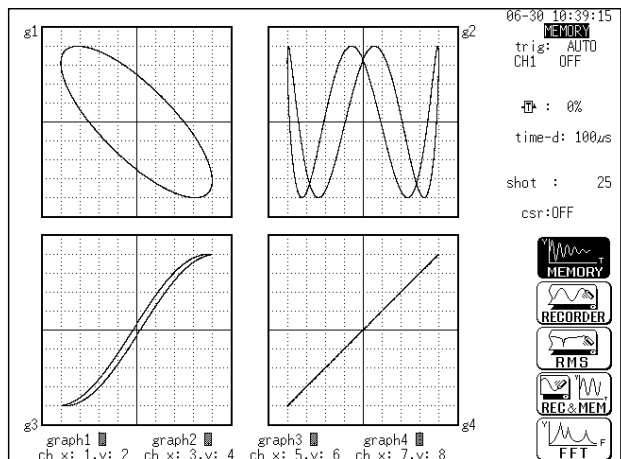 06-30 10:39:15
MEMORY
trig: AUTO
CH1 OFF
T : 0%
time-d: 100µs
shot : 25
csr:OFF
g1
g2
g3
g4
MEMORY
RECORDER
RMS
REC&MEM
FFT
graph1 graph2 graph3 graph4
ch x: 1,y: 2 ch x: 3,y: 4 ch x: 5,y: 6 ch x: 7,y: 8